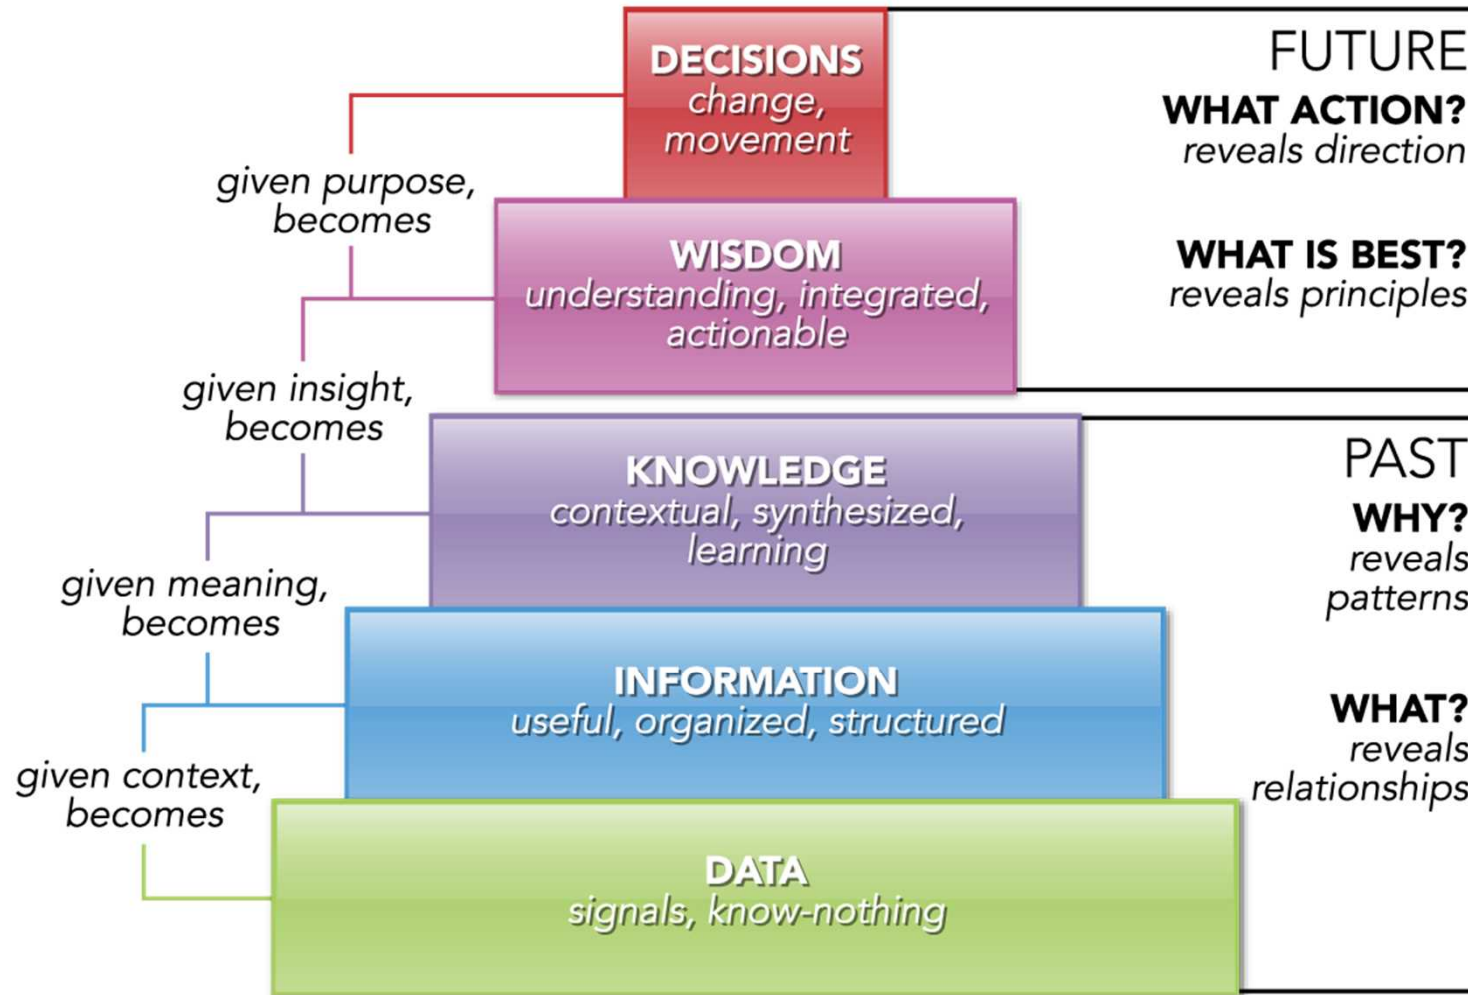 DECISIONS
change,
movement
FUTURE
WHAT ACTION?
reveals direction
given purpose,
becomes
WISDOM
understanding, integrated,
actionable
WHAT IS BEST?
reveals principles
given insight,
becomes
KNOWLEDGE
contextual, synthesized,
learning
PAST
WHY?
reveals
patterns
given meaning,
becomes
INFORMATION
useful, organized, structured
WHAT?
reveals
relationships
given context,
becomes
DATA
signals, know-nothing